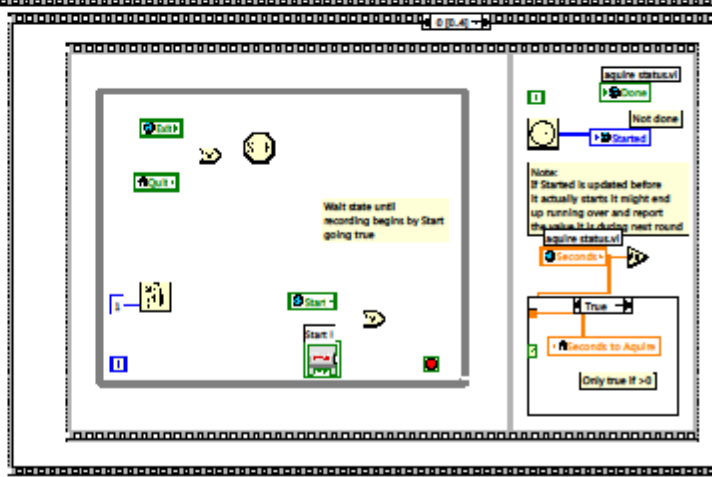 0 [0..4]
aquire status.vi
Done
Exit
Not done
Started
Quit
Note:
If Started is updated before
it actually starts it might end
up running over and report
the value it is during next round
Wait state until
recording begins by Start
going true
aquire status.vi
Seconds
1
Start
True
Start
Seconds to Aquire
i
Only true if >0